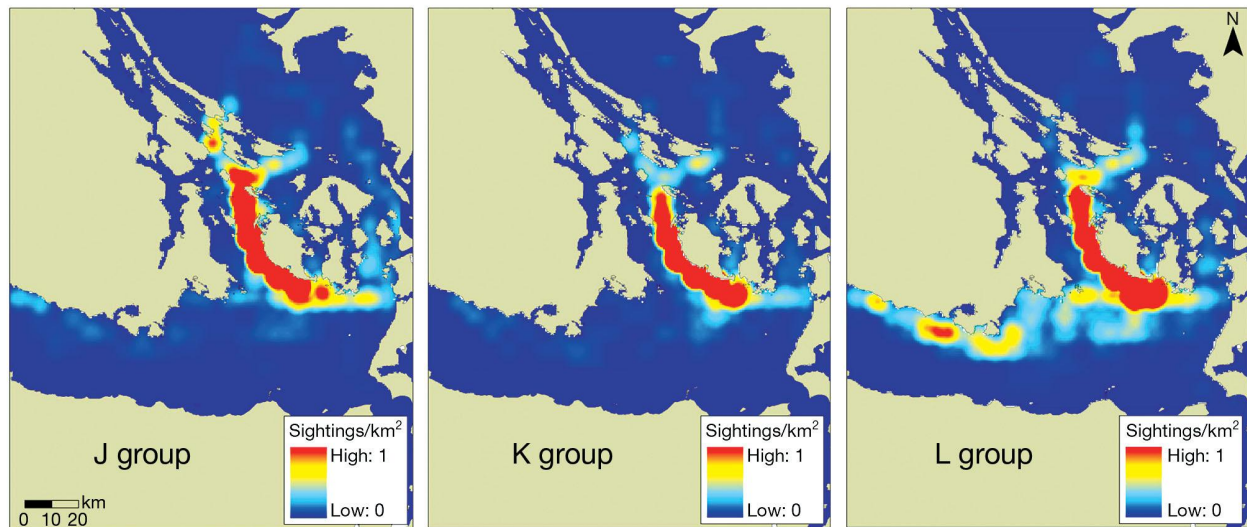 N
Sightings/km²
High: 1
Low: 0
J group
km
0 10 20
Sightings/km²
High: 1
Low: 0
K group
Sightings/km²
High: 1
Low: 0
L group